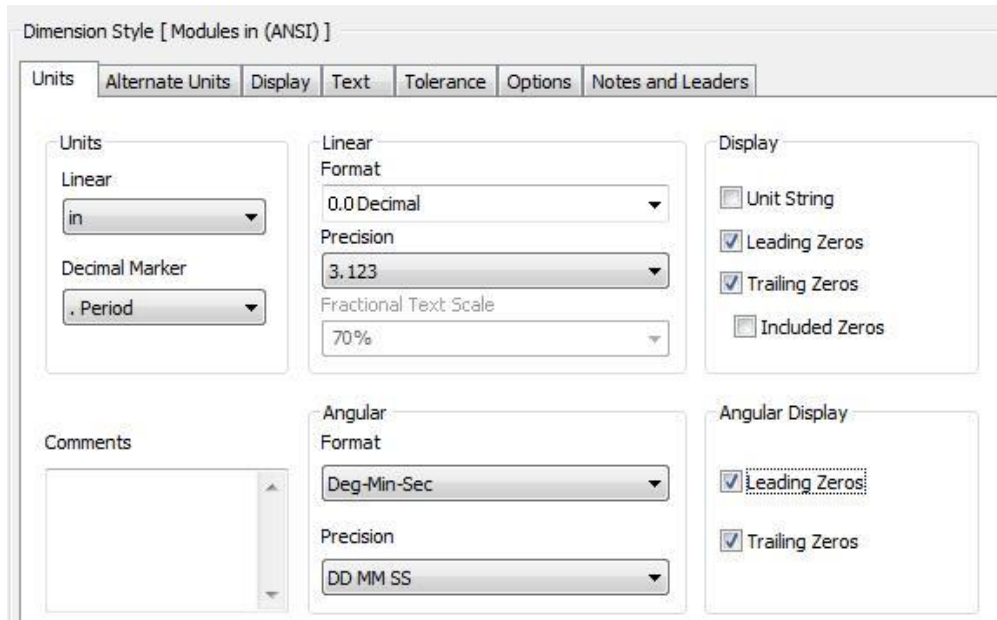 Dimension Style [ Modules in (ANSI) ]
Units
Alternate Units
Display
Text
Tolerance
Options
Notes and Leaders
Units
Linear
in
Decimal Marker
. Period
Linear
Format
0.0 Decimal
Precision
3.123
Fractional Text Scale
70%
Display
Unit String
Leading Zeros
Trailing Zeros
Included Zeros
Comments
Angular
Format
Deg-Min-Sec
Precision
DD MM SS
Angular Display
Leading Zeros
Trailing Zeros